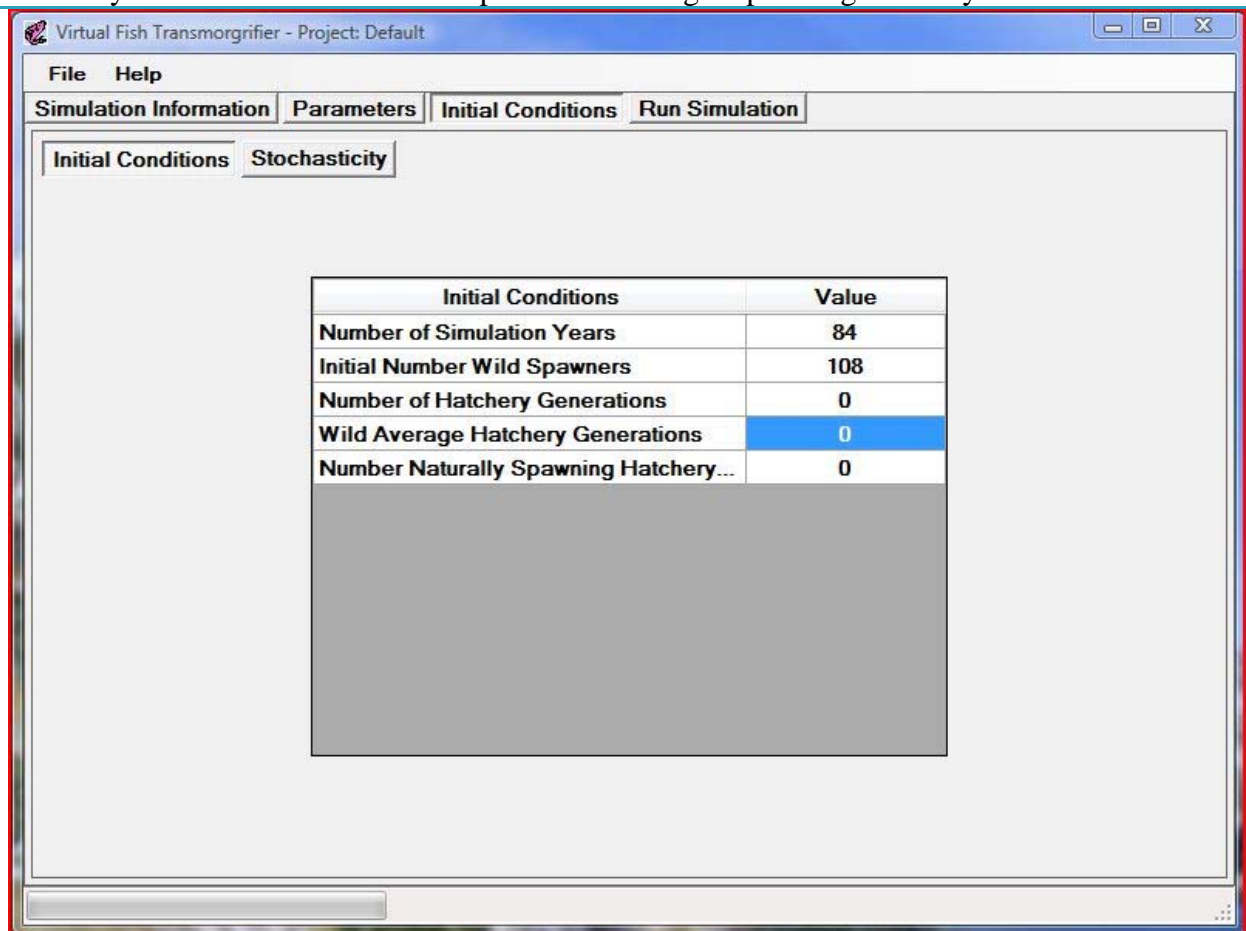 Virtual Fish Transmorgrifier - Project: Default
File Help
Simulation Information Parameters Initial Conditions Run Simulation
Initial Conditions Stochasticity
Initial Conditions Value
Number of Simulation Years 84
Initial Number Wild Spawners 108
Number of Hatchery Generations 0
Wild Average Hatchery Generations 0
Number Naturally Spawning Hatchery... 0